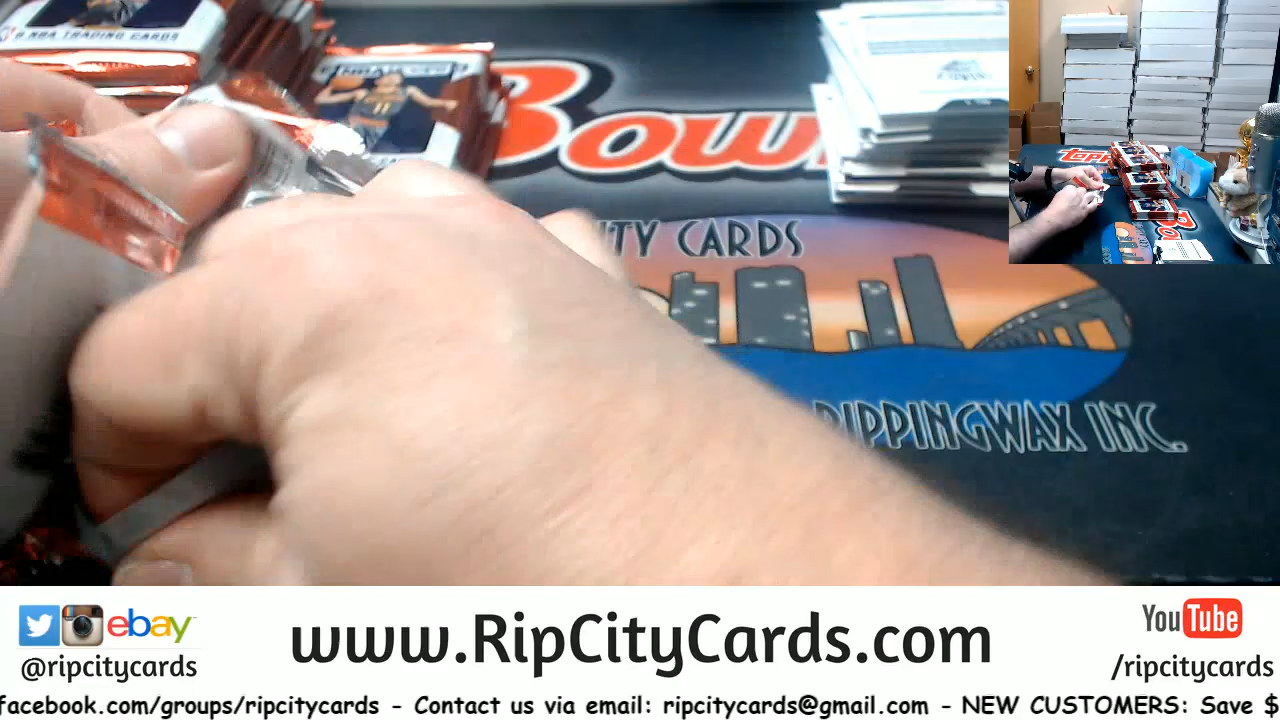 NBA TRADING CARDS
BOW
ITY CARDS
RIPPINGWAX INC.
ebay
@ripcitycards
www.RipCityCards.com
YouTube
/ripcitycards
facebook.com/groups/ripcitycards - Contact us via email: ripcitycards@gmail.com - NEW CUSTOMERS: Save $